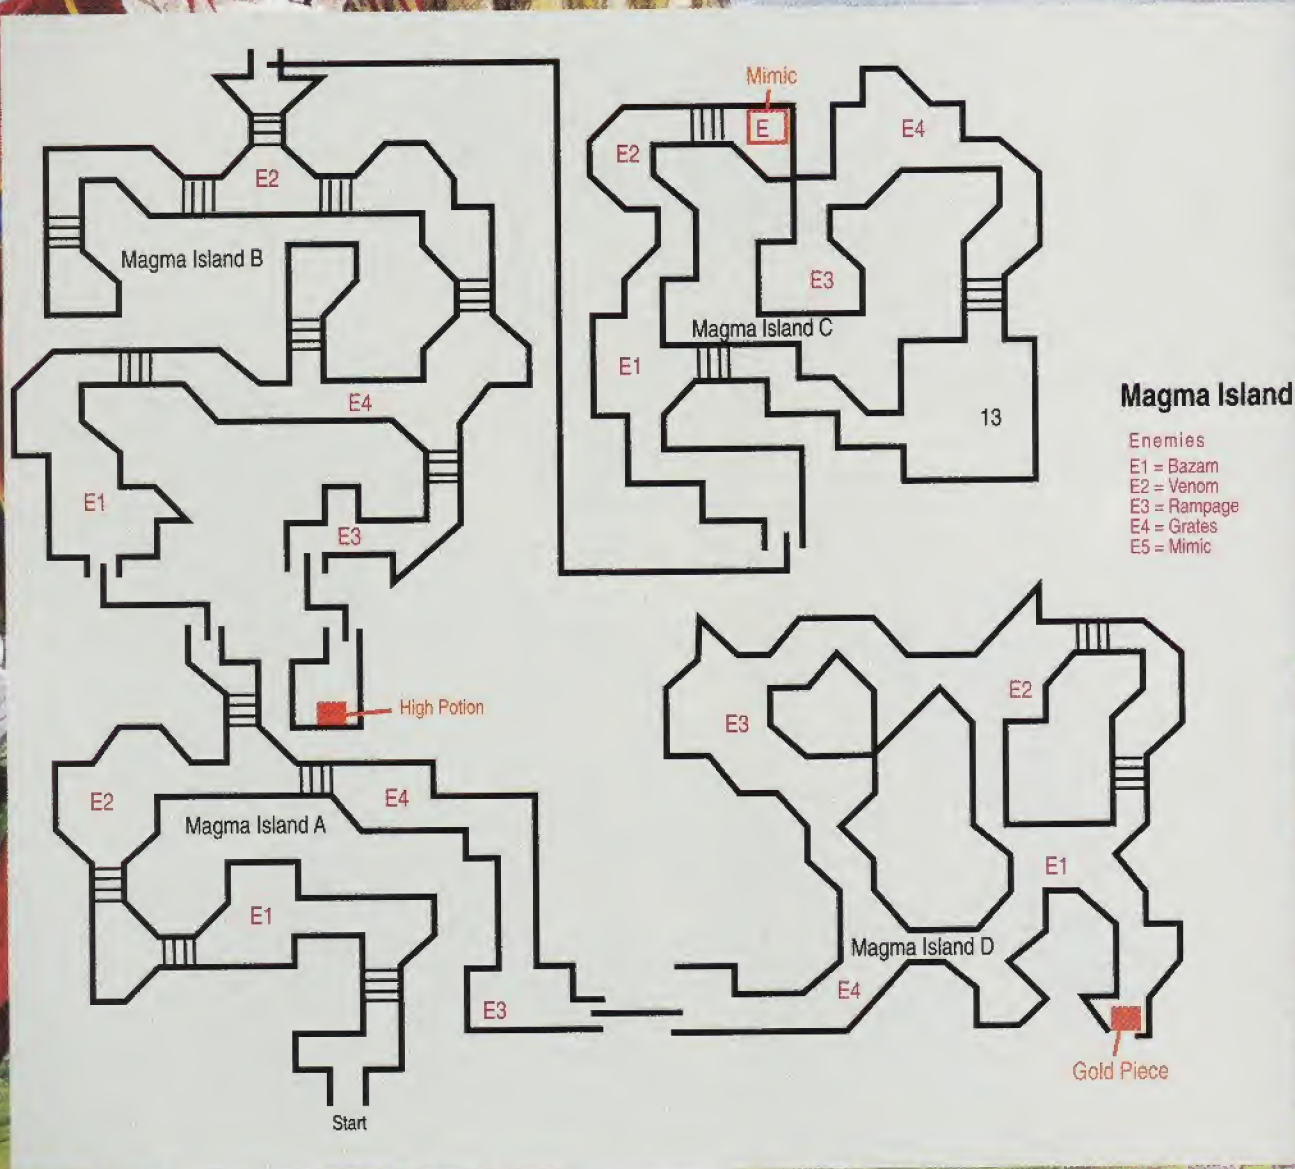 Mimic
E
E4
E2
E2
Magma Island B
E3
Magma Island C
E1
E4
13
E1
E3
Magma Island
Enemies
E1 = Bazam
E2 = Venom
E3 = Rampage
E4 = Grates
E5 = Mimic
High Potion
E2
E3
E2
E4
Magma Island A
E1
E1
Magma Island D
E4
E3
Gold Piece
Start